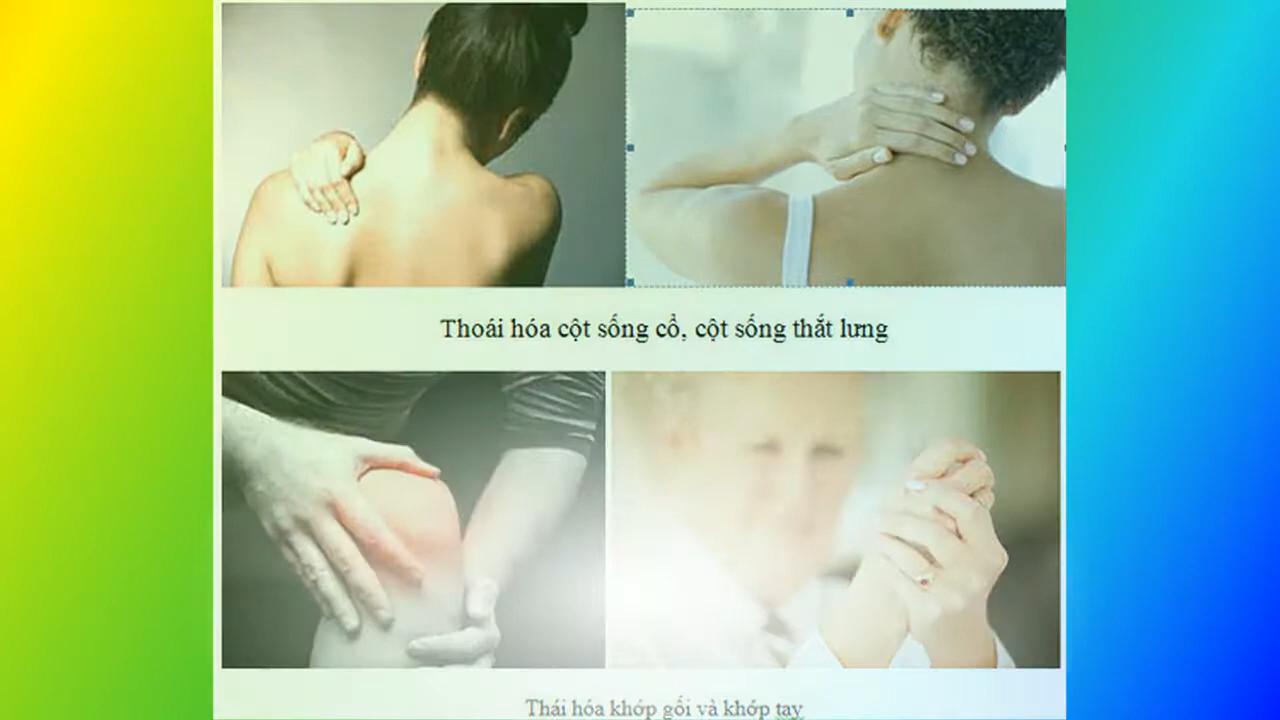 Thoái hóa cột sống cổ, cột sống thắt lưng
Thái hóa khớp gối và khớp tay